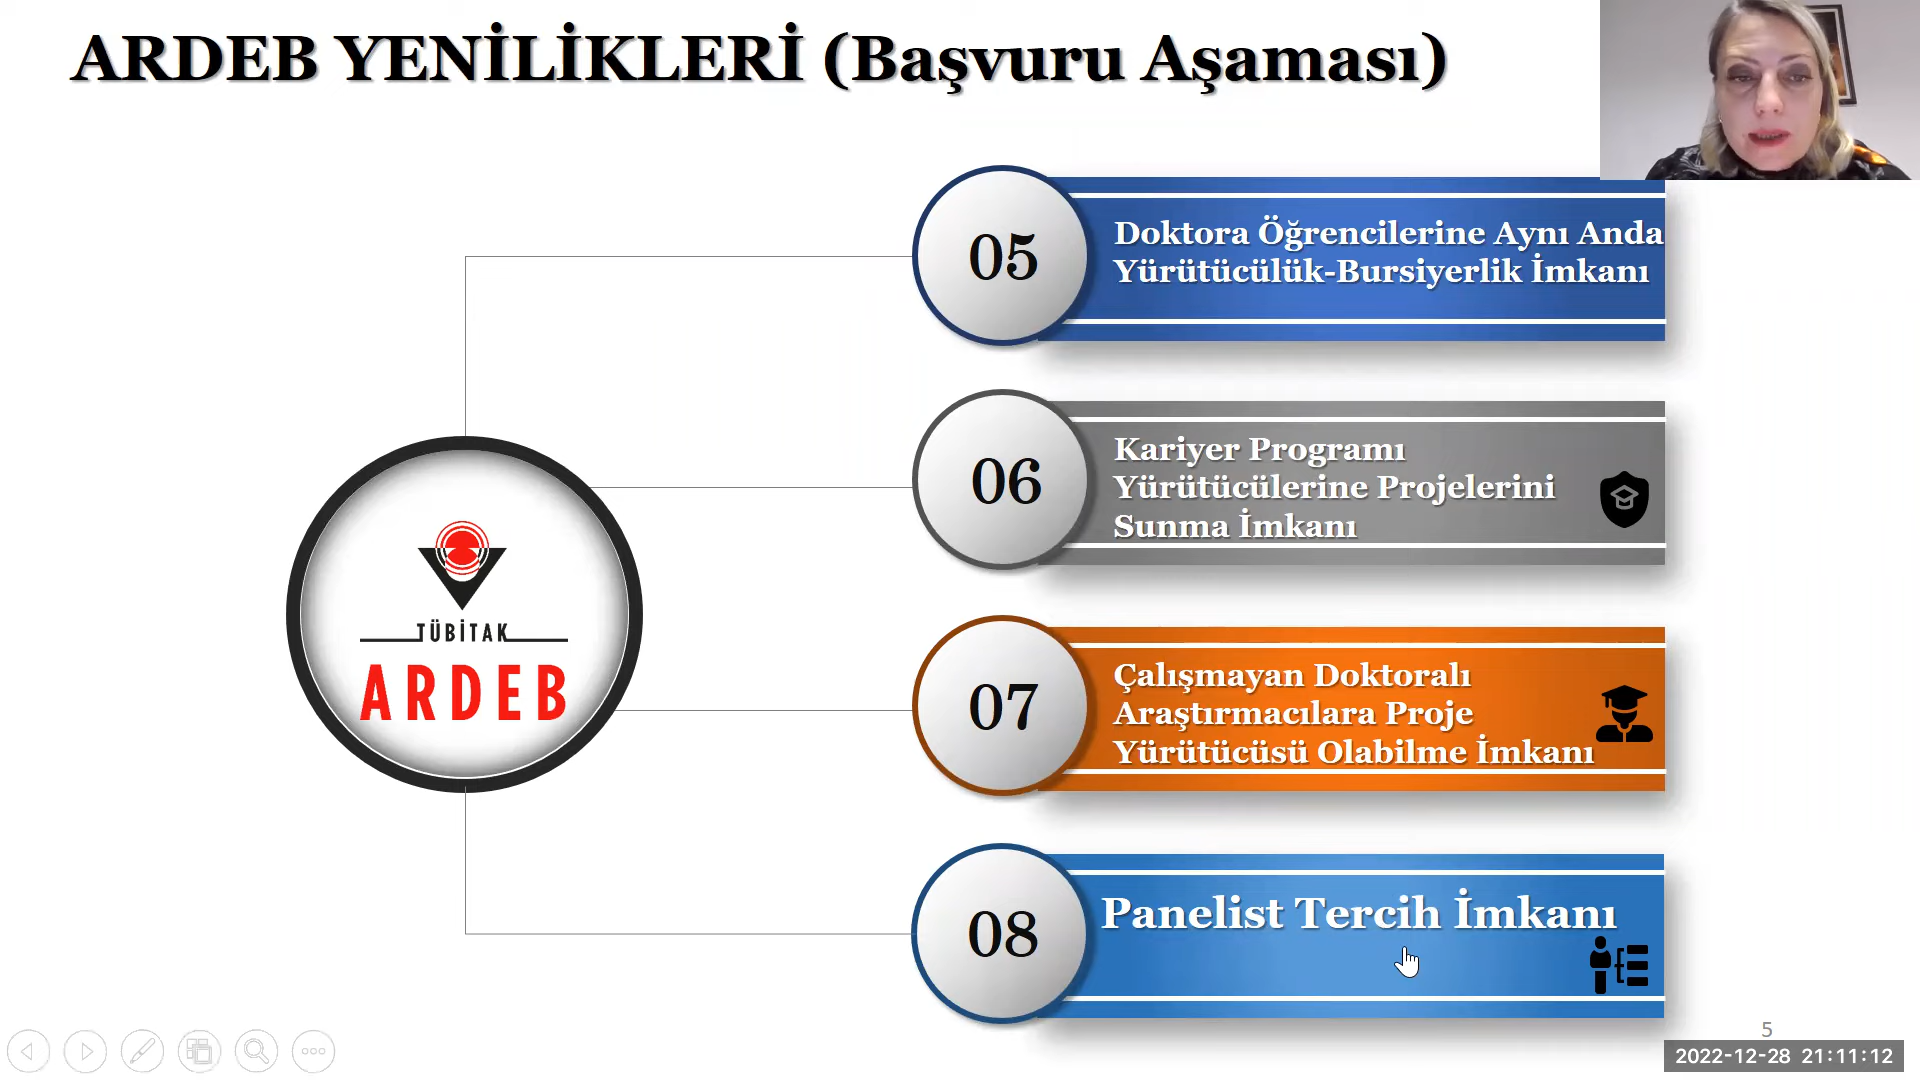 ARDEB YENİLİKLERİ (Başvuru Aşaması)
05
Doktora Öğrencilerine Aynı Anda
Yürütücülük-Bursiyerlik İmkanı
06
Kariyer Programı
Yürütücülerine Projelerini
Sunma İmkanı
TÜBİTAK
ARDEB
07
Çalışmayan Doktoralı
Araştırmacılara Proje
Yürütücüsü Olabilme İmkanı
08
Panelist Tercih İmkanı
5
2022-12-28 21:11:12